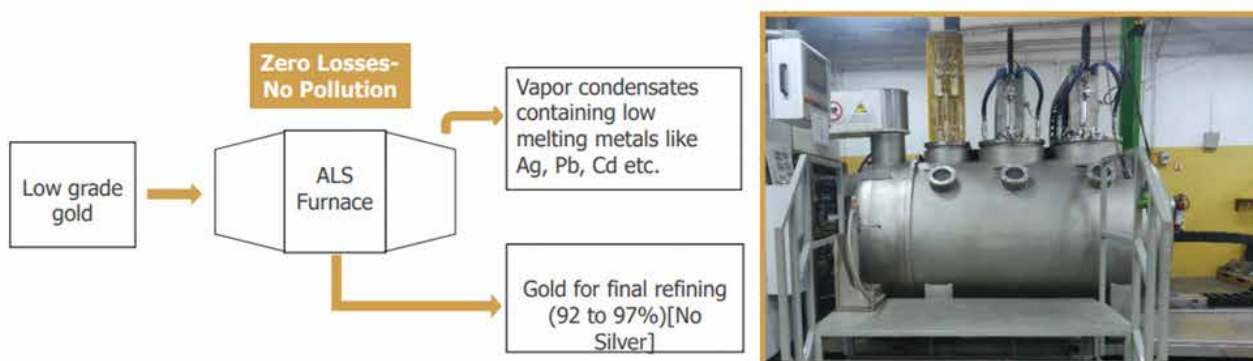 Zero Losses-
No Pollution
Low grade
gold
ALS
Furnace
Vapor condensates
containing low
melting metals like
Ag, Pb, Cd etc.
Gold for final refining
(92 to 97%)[No
Silver]